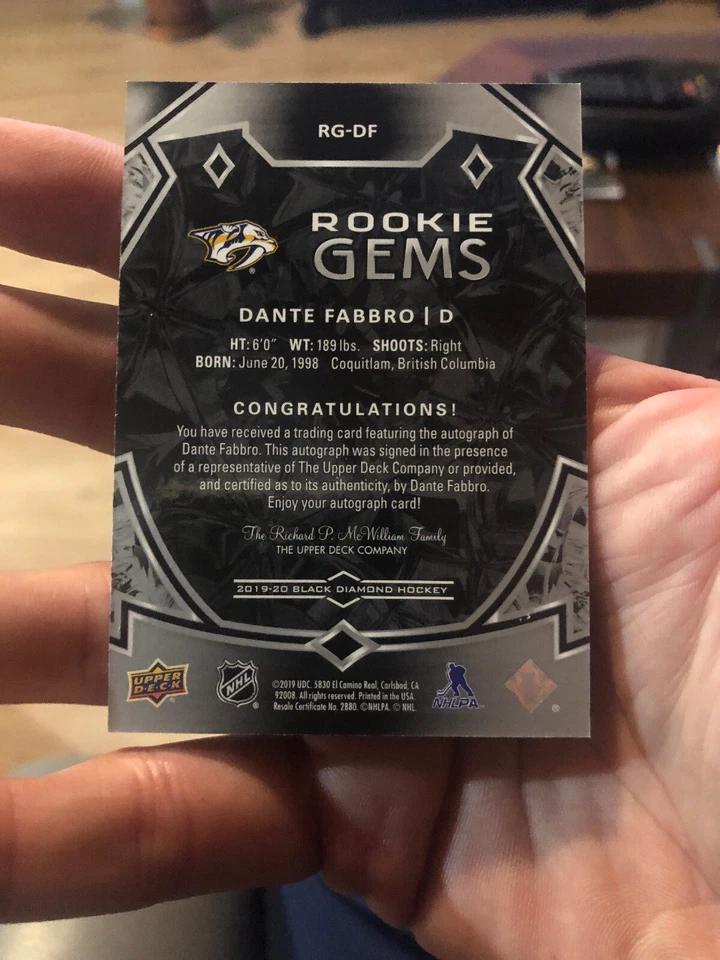 RG-DF
ROOKIE
GEMS
DANTE FABBRO | D
HT: 6'0" WT: 189 lbs. SHOOTS: Right
BORN: June 20, 1998 Coquitlam, British Columbia
CONGRATULATIONS!
You have received a trading card featuring the autograph of
Dante Fabbro. This autograph was signed in the presence
of a representative of The Upper Deck Company or provided,
and certified as to its authenticity, by Dante Fabbro.
Enjoy your autograph card!
The Richard P. McWilliam Family
THE UPPER DECK COMPANY
2019-20 BLACK DIAMOND HOCKEY
UPPER
D·E·C·K
NHL
©2019 UDC. 5830 El Camino Real, Carlsbad, CA
92008. All rights reserved. Printed in the USA.
Resale Certificate No. 2880. ©NHLPA. © NHL.
NHLPA